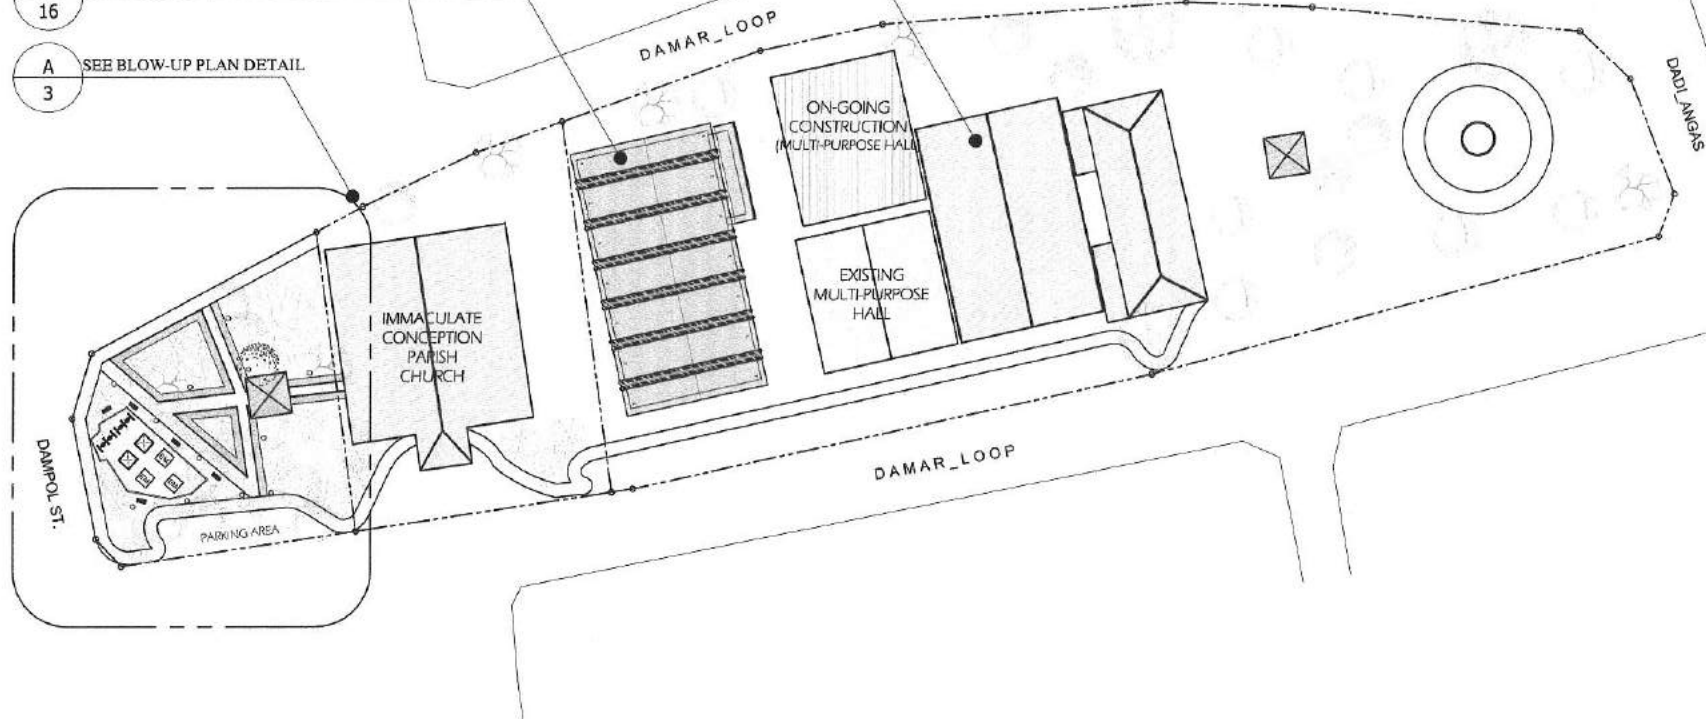 16
A
3
SEE BLOW-UP PLAN DETAIL
DAMAR_LOOP
DADI_ANGAS
ON-GOING
CONSTRUCTION
(MULTI-PURPOSE HALL)
EXISTING
MULTI-PURPOSE
HALL
IMMACULATE
CONCEPTION
PARISH
CHURCH
DAMPOL ST.
PARKING AREA
DAMAR_LOOP